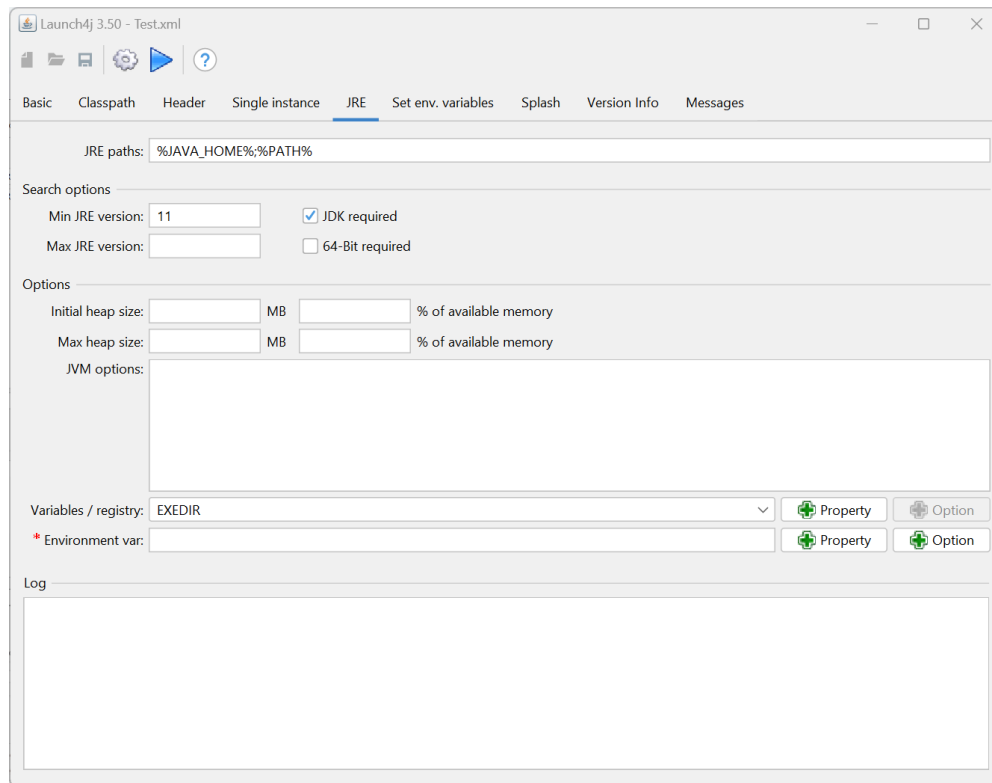 Launch4j 3.50 - Test.xml
?
Basic Classpath Header Single instance JRE Set env. variables Splash Version Info Messages
JRE paths: %JAVA_HOME%;%PATH%
Search options
Min JRE version: 11 JDK required
Max JRE version: 64-Bit required
Options
Initial heap size: MB % of available memory
Max heap size: MB % of available memory
JVM options:
Variables / registry: EXEDIR Property Option
* Environment var: Property Option
Log